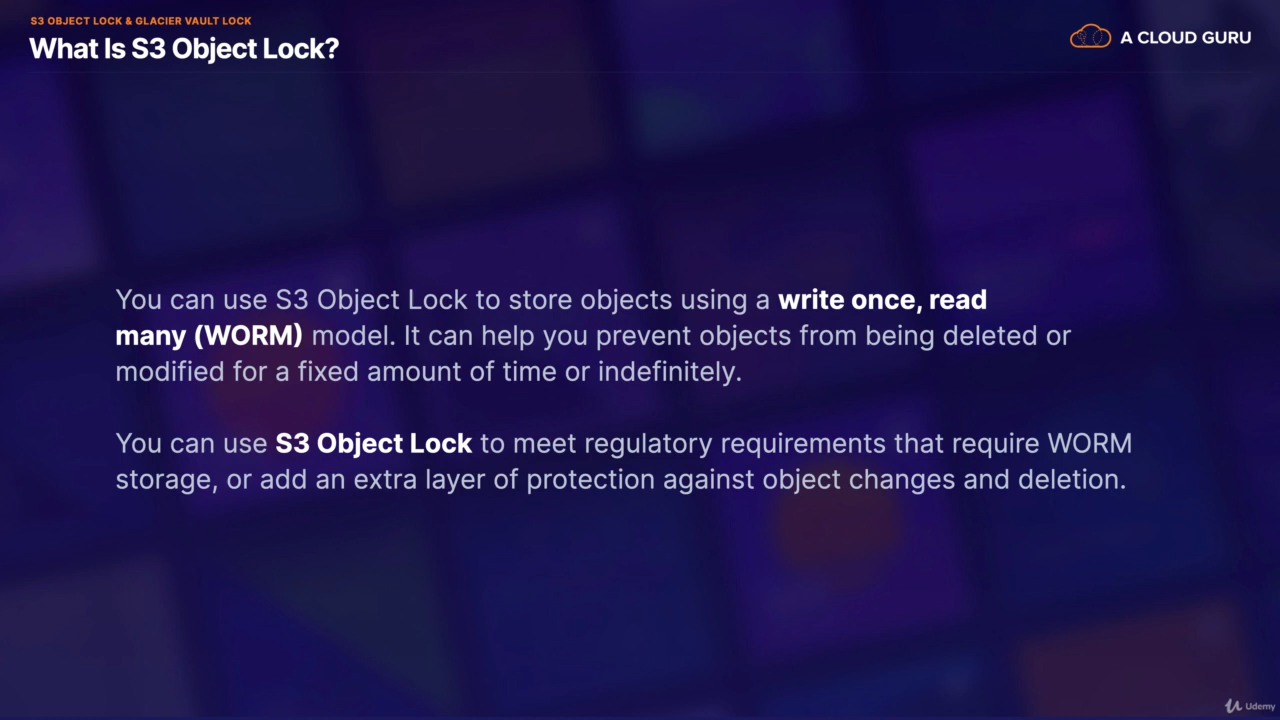 S3 OBJECT LOCK & GLACIER VAULT LOCK
What Is S3 Object Lock?
A CLOUD GURU
You can use S3 Object Lock to store objects using a write once, read
many (WORM) model. It can help you prevent objects from being deleted or
modified for a fixed amount of time or indefinitely.
You can use S3 Object Lock to meet regulatory requirements that require WORM
storage, or add an extra layer of protection against object changes and deletion.
Udemy